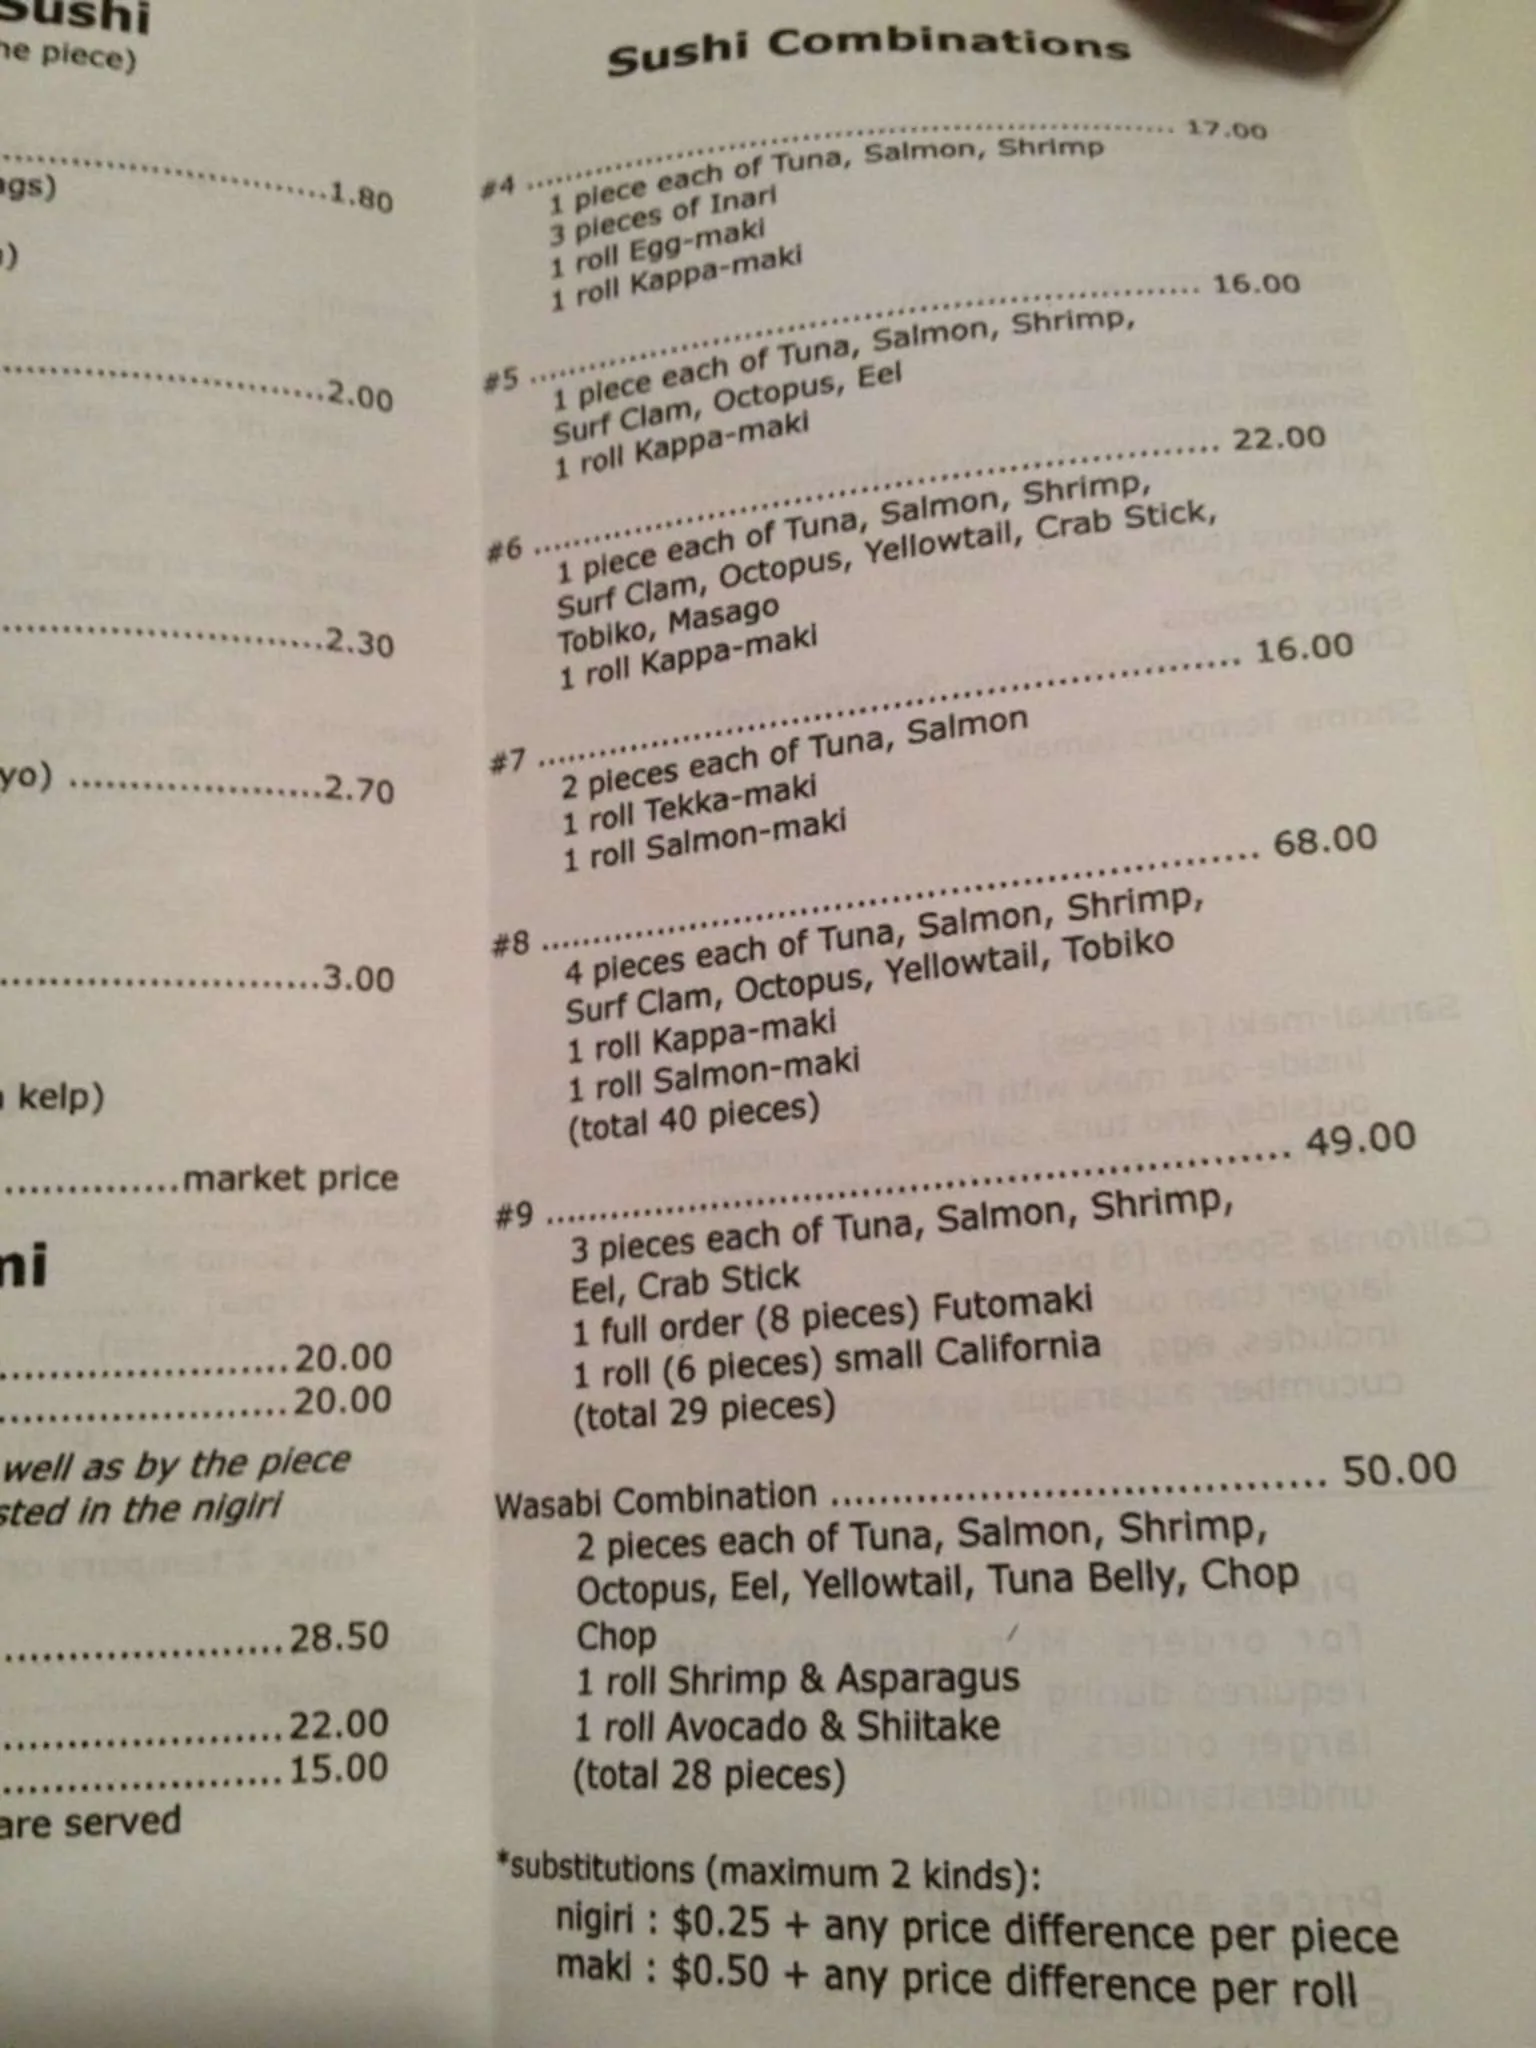 Sushi
he piece)
1.80
gs)
)
2.00
2.30
yo) 2.70
3.00
kelp)
market price
mi
20.00
20.00
well as by the piece
sted in the nigiri
28.50
22.00
15.00
are served
Sushi Combinations
#4 17.00
1 piece each of Tuna, Salmon, Shrimp
3 pieces of Inari
1 roll Egg-maki
1 roll Kappa-maki
#5 16.00
1 piece each of Tuna, Salmon, Shrimp,
Surf Clam, Octopus, Eel
1 roll Kappa-maki
#6 22.00
1 piece each of Tuna, Salmon, Shrimp,
Surf Clam, Octopus, Yellowtail, Crab Stick,
Tobiko, Masago
1 roll Kappa-maki
#7 16.00
2 pieces each of Tuna, Salmon
1 roll Tekka-maki
1 roll Salmon-maki
#8 68.00
4 pieces each of Tuna, Salmon, Shrimp,
Surf Clam, Octopus, Yellowtail, Tobiko
1 roll Kappa-maki
1 roll Salmon-maki
(total 40 pieces)
#9 49.00
3 pieces each of Tuna, Salmon, Shrimp,
Eel, Crab Stick
1 full order (8 pieces) Futomaki
1 roll (6 pieces) small California
(total 29 pieces)
Wasabi Combination 50.00
2 pieces each of Tuna, Salmon, Shrimp,
Octopus, Eel, Yellowtail, Tuna Belly, Chop
Chop
1 roll Shrimp & Asparagus
1 roll Avocado & Shiitake
(total 28 pieces)
*substitutions (maximum 2 kinds):
nigiri : $0.25 + any price difference per piece
maki : $0.50 + any price difference per roll